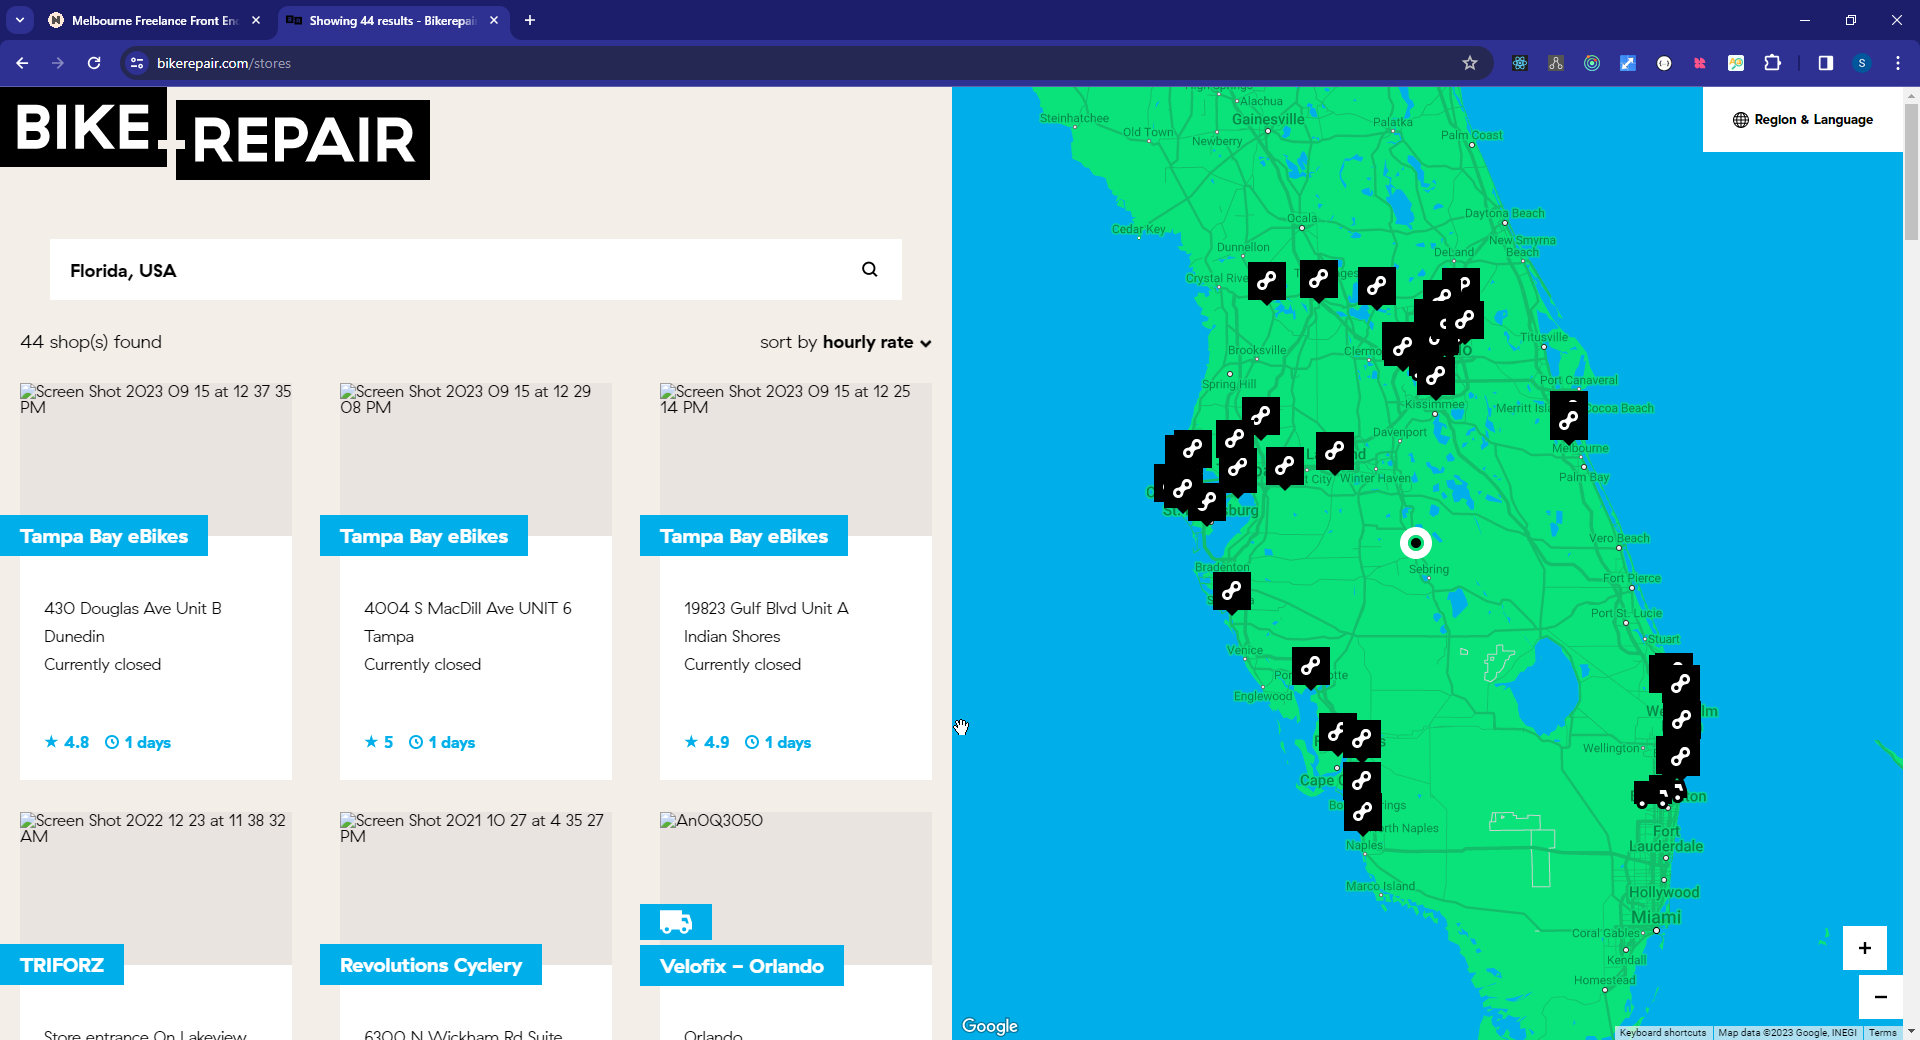 Melbourne Freelance Front En
Showing 44 results - Bikerepai
bikerepair.com/stores
S
BIKE
REPAIR
Florida, USA
44 shop(s) found
sort by hourly rate
Screen Shot 2023 09 15 at 12 37 35
PM
Tampa Bay eBikes
430 Douglas Ave Unit B
Dunedin
Currently closed
4.8
1 days
Screen Shot 2023 09 15 at 12 29
08 PM
Tampa Bay eBikes
4004 S MacDill Ave UNIT 6
Tampa
Currently closed
5
1 days
Screen Shot 2023 09 15 at 12 25
14 PM
Tampa Bay eBikes
19823 Gulf Blvd Unit A
Indian Shores
Currently closed
4.9
1 days
Screen Shot 2022 12 23 at 11 38 32
AM
TRIFORZ
Store entrance On Lakeview
Screen Shot 2021 10 27 at 4 35 27
PM
Revolutions Cyclery
6300 N Wickham Rd Suite
An0Q3050
Velofix – Orlando
Orlando
Region & Language
High Springs
Alachua
Steinhatchee
Gainesville
Palatka
Old Town
Palm Coast
Newberry
Daytona Beach
Ocala
Cedar Key
New Smyrna
Beach
Dunnellon
DeLand
Crystal Rive
Titusville
Brooksville
Clermo
Spring Hill
Port Canaveral
Kissimmee
Merritt Isla
Cocoa Beach
Davenport
Melbourne
Winter Haven
Palm Bay
City
St
sburg
Vero Beach
Bradenton
Sebring
Fort Pierce
Port St. Lucie
Stuart
Venice
Englewood
Wellington
Cape C
North Naples
Naples
Fort
Lauderdale
Marco Island
Hollywood
Miami
Coral Gables
Kendall
Homestead
+
−
Google
Keyboard shortcuts
Map data ©2023 Google, INEGI
Terms